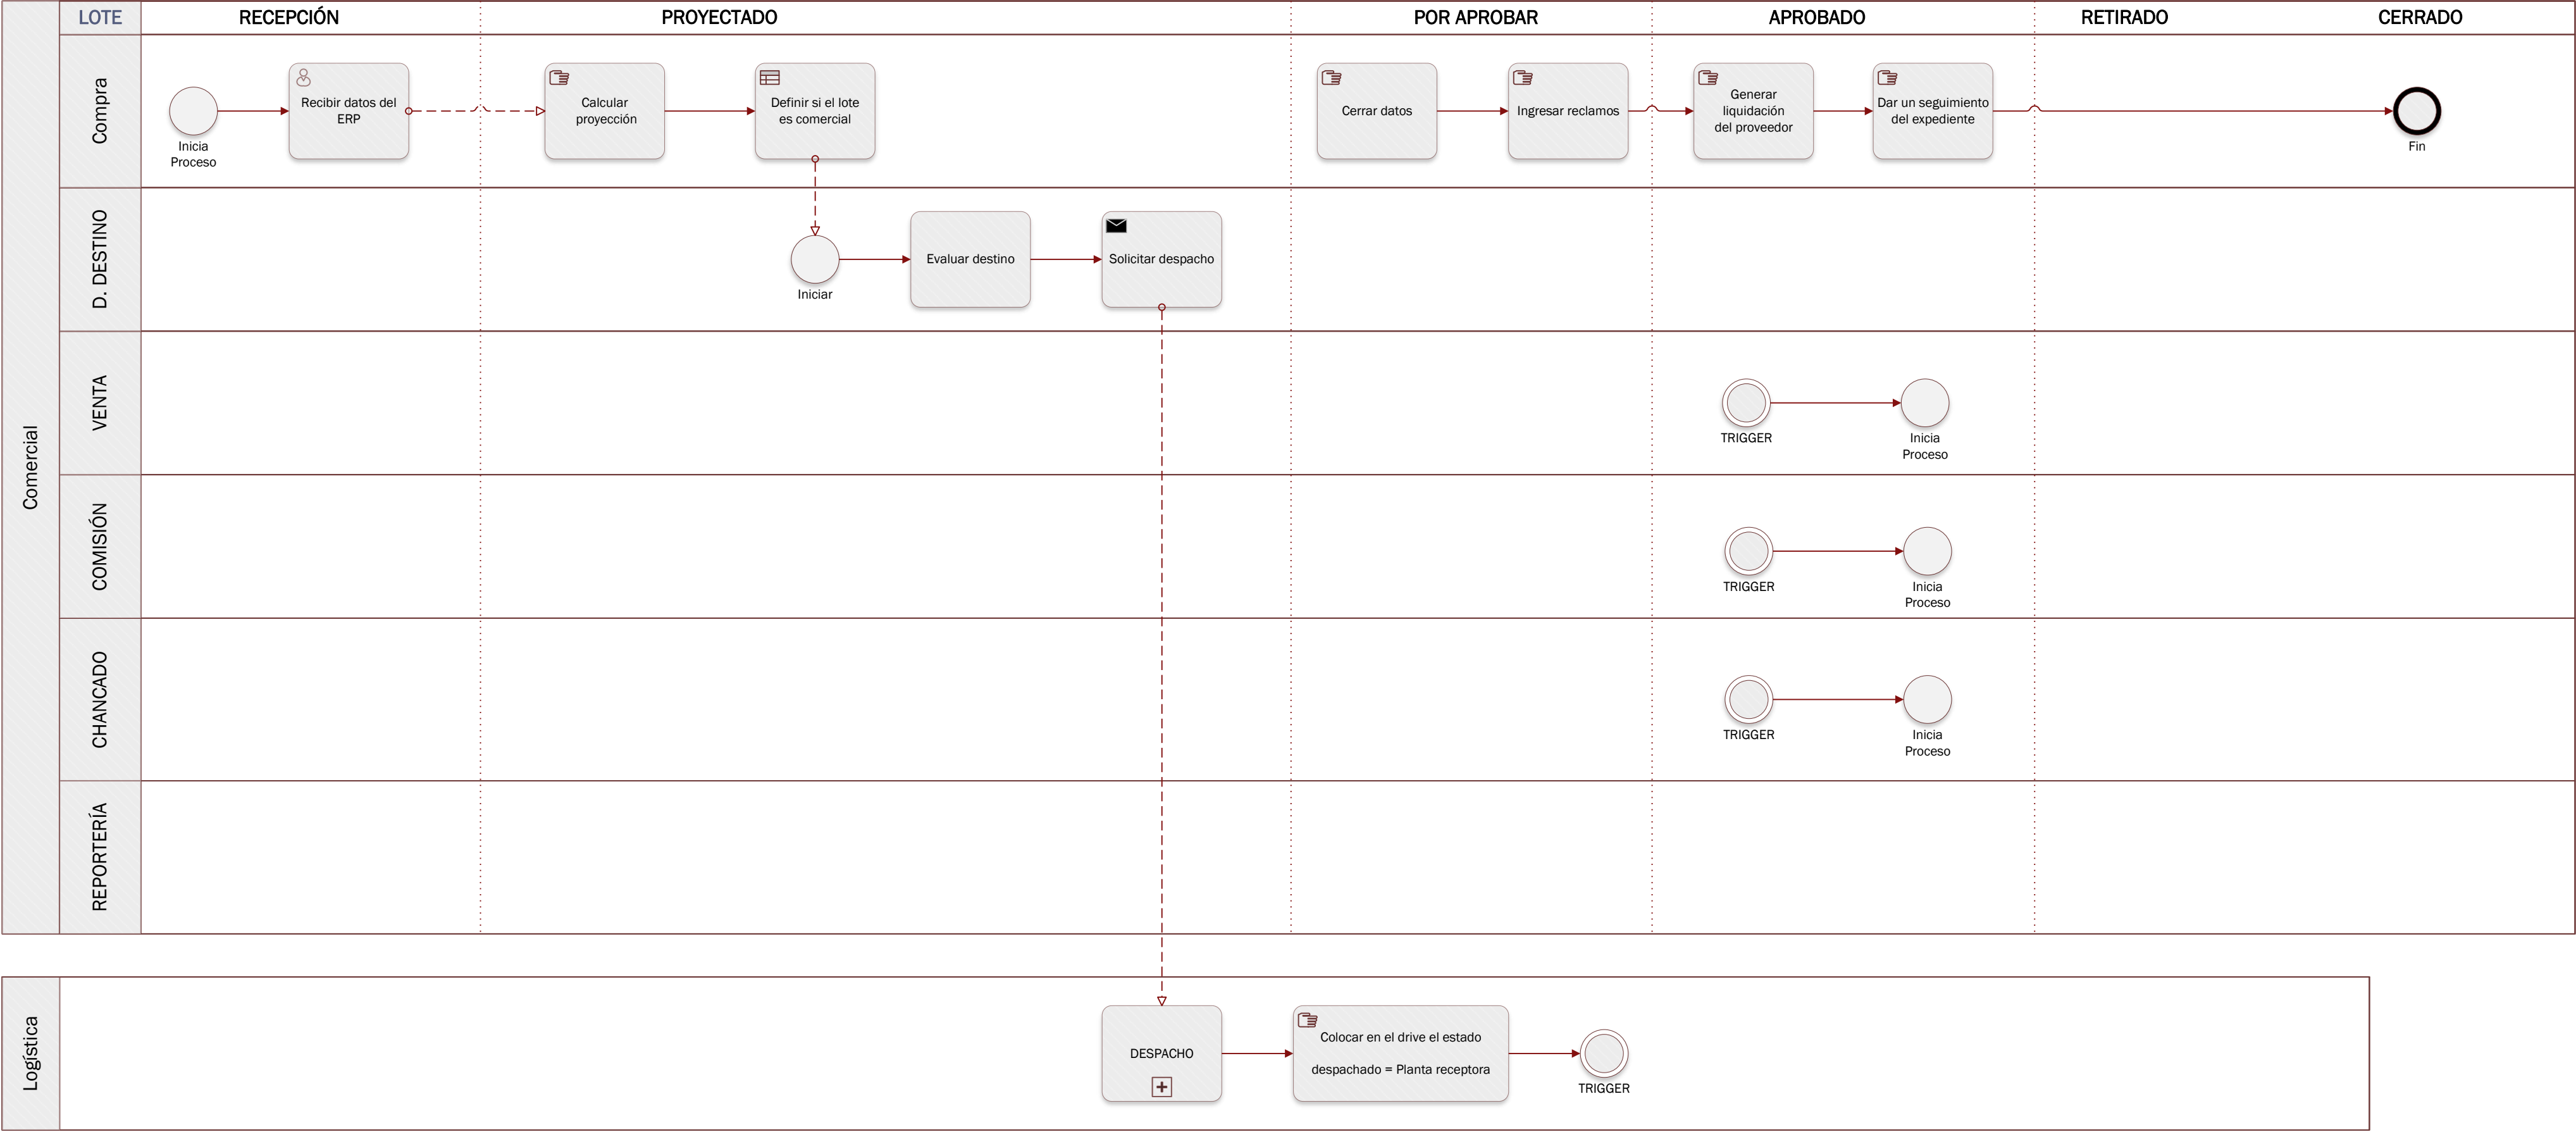 LOTE
RECEPCIÓN
PROYECTADO
POR APROBAR
APROBADO
RETIRADO
CERRADO
Comercial
Compra
Inicia
Proceso
Recibir datos del
ERP
Calcular
proyección
Definir si el lote
es comercial
Cerrar datos
Ingresar reclamos
Generar
liquidación
del proveedor
Dar un seguimiento
del expediente
Fin
D. DESTINO
Iniciar
Evaluar destino
Solicitar despacho
VENTA
TRIGGER
Inicia
Proceso
COMISIÓN
TRIGGER
Inicia
Proceso
CHANCADO
TRIGGER
Inicia
Proceso
REPORTERÍA
Logística
DESPACHO
Colocar en el drive el estado
despachado = Planta receptora
TRIGGER